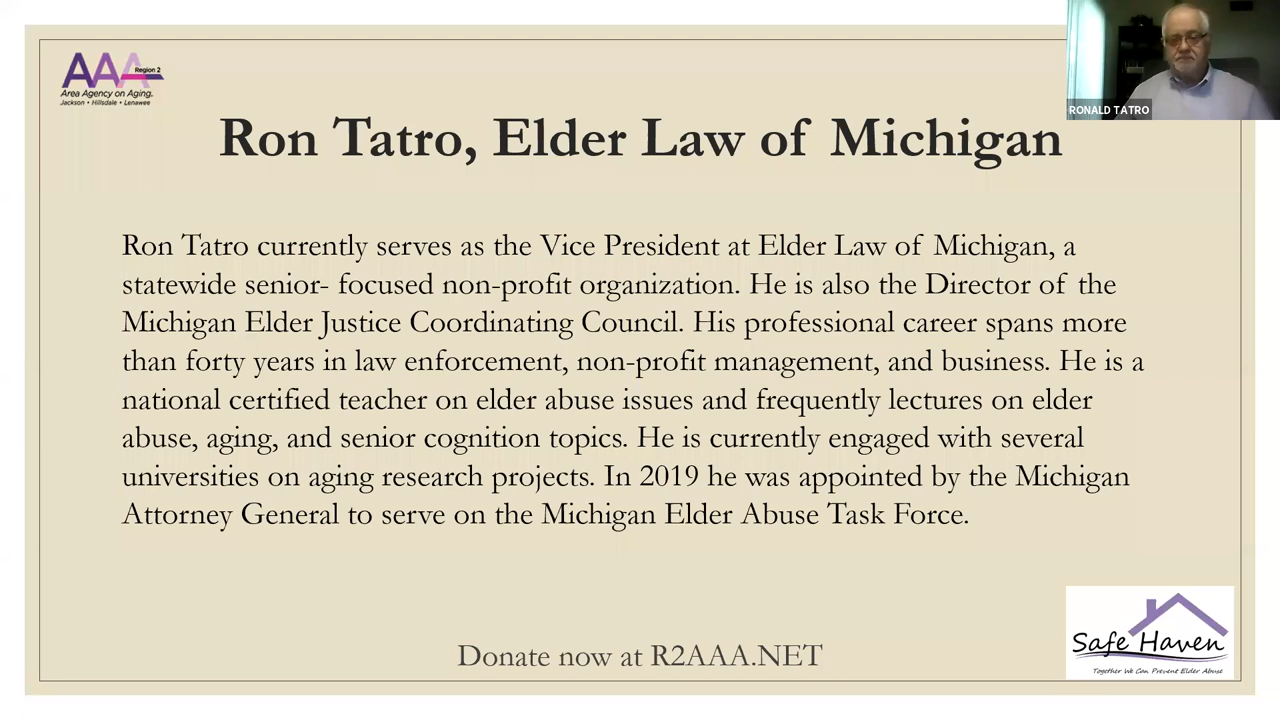 AAA
Region 2
Area Agency on Aging.
Jackson • Hillsdale • Lenawee
RONALD TATRO
Ron Tatro, Elder Law of Michigan
Ron Tatro currently serves as the Vice President at Elder Law of Michigan, a
statewide senior- focused non-profit organization. He is also the Director of the
Michigan Elder Justice Coordinating Council. His professional career spans more
than forty years in law enforcement, non-profit management, and business. He is a
national certified teacher on elder abuse issues and frequently lectures on elder
abuse, aging, and senior cognition topics. He is currently engaged with several
universities on aging research projects. In 2019 he was appointed by the Michigan
Attorney General to serve on the Michigan Elder Abuse Task Force.
Safe Haven
Together We Can Prevent Elder Abuse
Donate now at R2AAA.NET